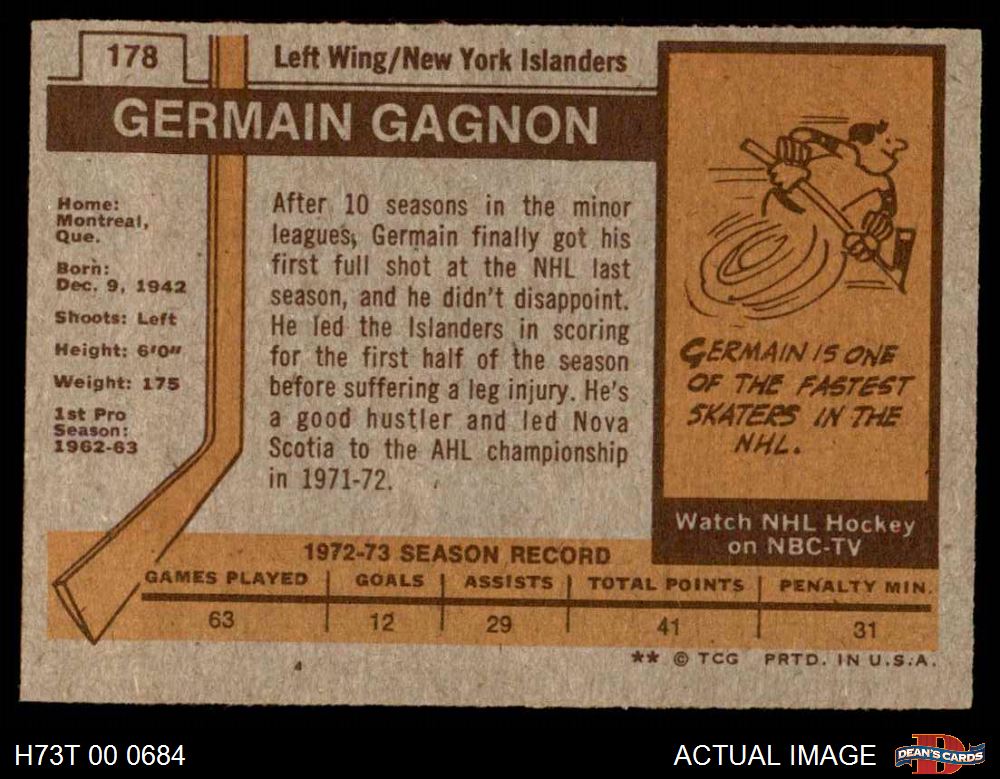 178
Left Wing/New York Islanders
GERMAIN GAGNON
Home:
Montreal,
Que.
Born:
Dec. 9, 1942
Shoots: Left
Height: 6'0"
Weight: 175
1st Pro
Season:
1962-63
After 10 seasons in the minor
leagues, Germain finally got his
first full shot at the NHL last
season, and he didn't disappoint.
He led the Islanders in scoring
for the first half of the season
before suffering a leg injury. He's
a good hustler and led Nova
Scotia to the AHL championship
in 1971-72.
GERMAIN IS ONE
OF THE FASTEST
SKATERS IN THE
NHL.
Watch NHL Hockey
on NBC-TV
1972-73 SEASON RECORD
GAMES PLAYED GOALS ASSISTS TOTAL POINTS PENALTY MIN.
63 12 29 41 31
** © TCG PRTD. IN U.S.A.
H73T 00 0684
ACTUAL IMAGE
DEAN'S CARDS